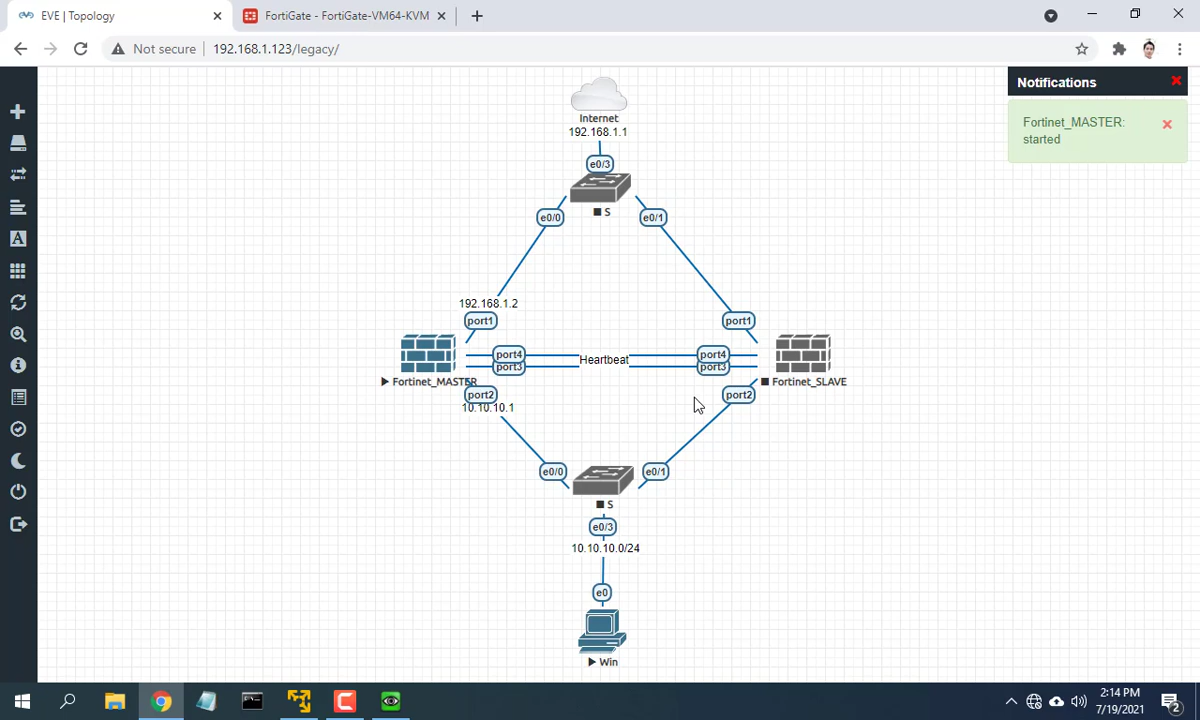 EVE | Topology
FortiGate - FortiGate-VM64-KVM
Not secure
192.168.1.123/legacy/
Notifications
Fortinet_MASTER:
started
Internet
192.168.1.1
e0/3
S
e0/0
e0/1
192.168.1.2
port1
port1
port4
Heartbeat
port4
port3
port3
Fortinet_MASTER
Fortinet_SLAVE
port2
port2
10.10.10.1
e0/0
e0/1
S
e0/3
10.10.10.0/24
e0
Win
2:14 PM
7/19/2021
2